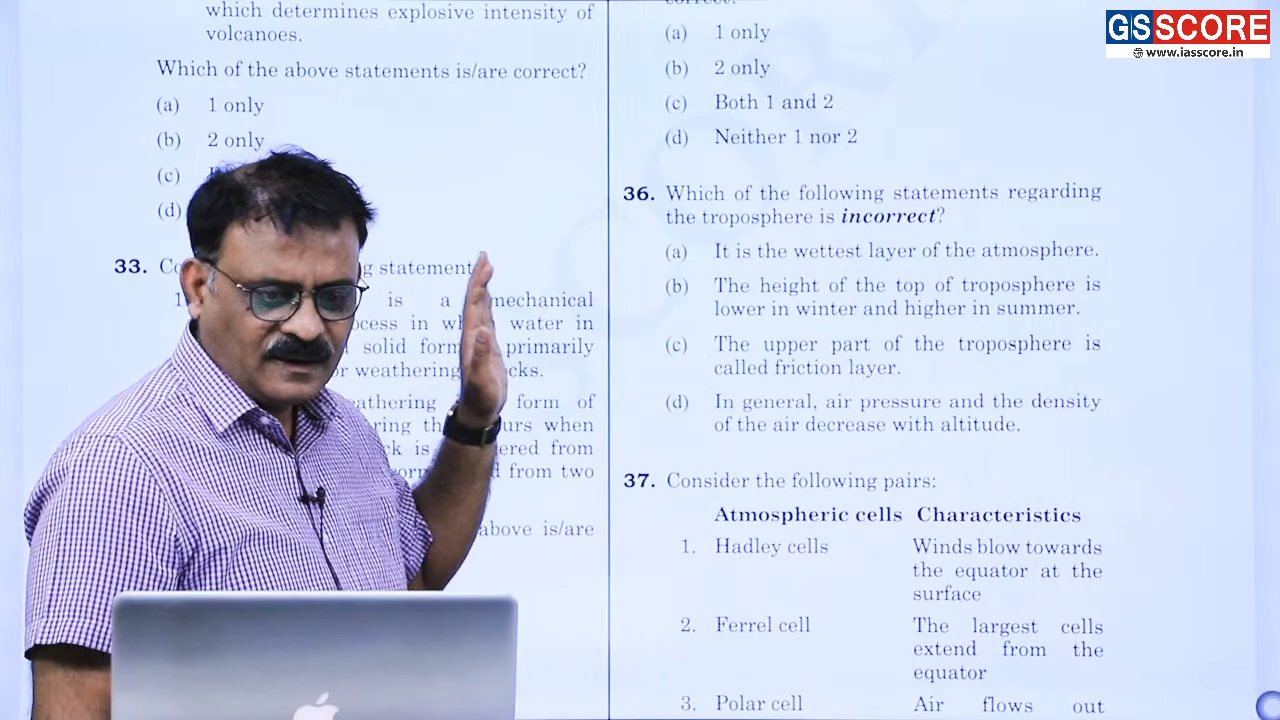 which determines explosive intensity of
volcanoes.
Which of the above statements is/are correct?
(a) 1 only
(b) 2 only
(c)
(d)
33.
statement
1. is a mechanical
in water in
solid form primarily
weathering
form of
when
is from
from two
above is/are
(a) 1 only
(b) 2 only
(c) Both 1 and 2
(d) Neither 1 nor 2
36. Which of the following statements regarding
the troposphere is incorrect?
(a) It is the wettest layer of the atmosphere.
(b) The height of the top of troposphere is
lower in winter and higher in summer.
(c) The upper part of the troposphere is
called friction layer.
(d) In general, air pressure and the density
of the air decrease with altitude.
37. Consider the following pairs:
Atmospheric cells Characteristics
1. Hadley cells Winds blow towards
the equator at the
surface
2. Ferrel cell The largest cells
extend from the
equator
3. Polar cell Air flows out
GSSCORE
www.iasscore.in